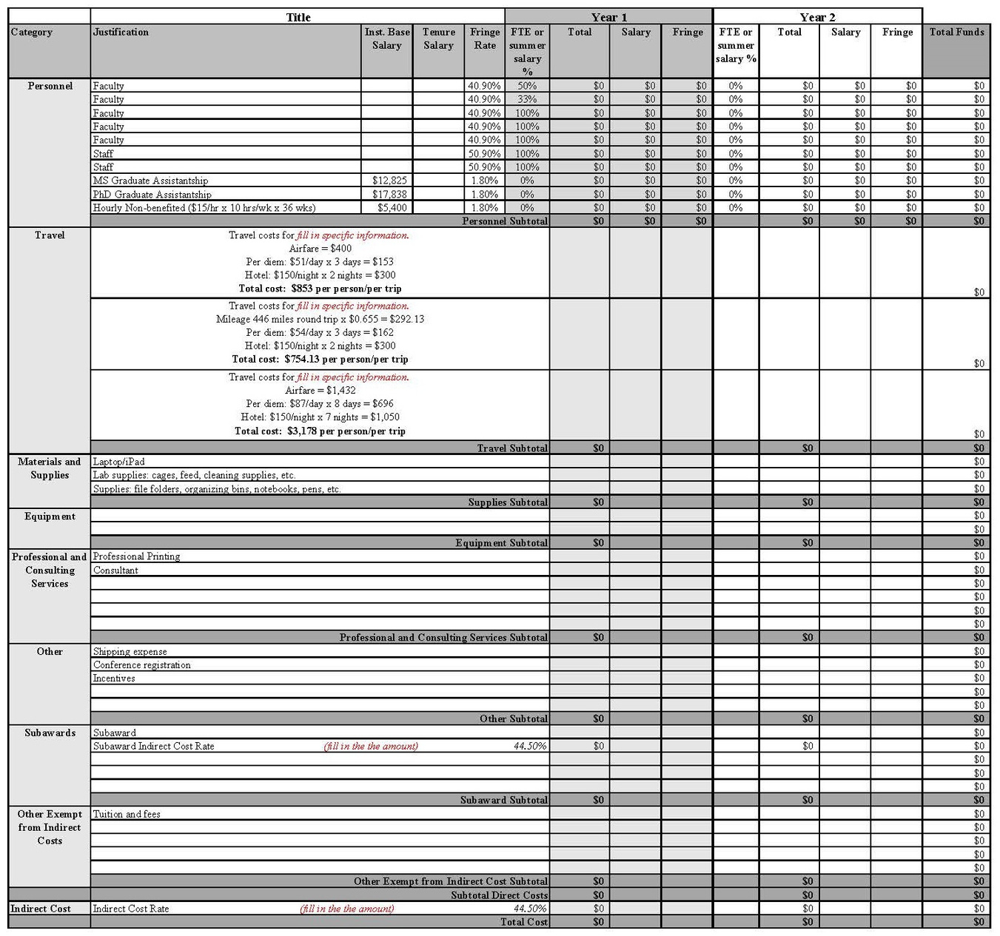 Title Year 1 Year 2
Category Justification Inst. Base Salary Tenure Salary Fringe Rate FTE or summer salary % Total Salary Fringe FTE or summer salary % Total Salary Fringe Total Funds
Personnel Faculty 40.90% 50% $0 $0 $0 0% $0 $0 $0 $0
Faculty 40.90% 33% $0 $0 $0 0% $0 $0 $0 $0
Faculty 40.90% 100% $0 $0 $0 0% $0 $0 $0 $0
Faculty 40.90% 100% $0 $0 $0 0% $0 $0 $0 $0
Faculty 40.90% 100% $0 $0 $0 0% $0 $0 $0 $0
Staff 50.90% 100% $0 $0 $0 0% $0 $0 $0 $0
Staff 50.90% 100% $0 $0 $0 0% $0 $0 $0 $0
MS Graduate Assistantship $12,825 1.80% 0% $0 $0 $0 0% $0 $0 $0 $0
PhD Graduate Assistantship $17,838 1.80% 0% $0 $0 $0 0% $0 $0 $0 $0
Hourly Non-benefited ($15/hr x 10 hrs/wk x 36 wks) $5,400 1.80% 0% $0 $0 $0 0% $0 $0 $0 $0
Personnel Subtotal $0 $0 $0 $0 $0 $0 $0
Travel Travel costs for fill in specific information.
Airfare = $400
Per diem: $51/day x 3 days = $153
Hotel: $150/night x 2 nights = $300
Total cost: $853 per person/per trip $0
Travel costs for fill in specific information.
Mileage 446 miles round trip x $0.655 = $292.13
Per diem: $54/day x 3 days = $162
Hotel: $150/night x 2 nights = $300
Total cost: $754.13 per person/per trip $0
Travel costs for fill in specific information.
Airfare = $1,432
Per diem: $87/day x 8 days = $696
Hotel: $150/night x 7 nights = $1,050
Total cost: $3,178 per person/per trip $0
Travel Subtotal $0 $0 $0
Materials and Supplies Laptop/iPad $0
Lab supplies: cages, feed, cleaning supplies, etc. $0
Supplies: file folders, organizing bins, notebooks, pens, etc. $0
Supplies Subtotal $0 $0 $0
Equipment $0
$0
Equipment Subtotal $0 $0 $0
Professional and Consulting Services Professional Printing $0
Consultant $0
$0
$0
$0
$0
Professional and Consulting Services Subtotal $0 $0 $0
Other Shipping expense $0
Conference registration $0
Incentives $0
$0
$0
Other Subtotal $0 $0 $0
Subawards Subaward $0
Subaward Indirect Cost Rate (fill in the the amount) 44.50% $0 $0 $0
$0
$0
$0
Subaward Subtotal $0 $0 $0
Other Exempt from Indirect Costs Tuition and fees $0
$0
$0
$0
$0
Other Exempt from Indirect Cost Subtotal $0 $0 $0
Subtotal Direct Costs $0 $0 $0
Indirect Cost Indirect Cost Rate (fill in the the amount) 44.50% $0 $0 $0
Total Cost $0 $0 $0